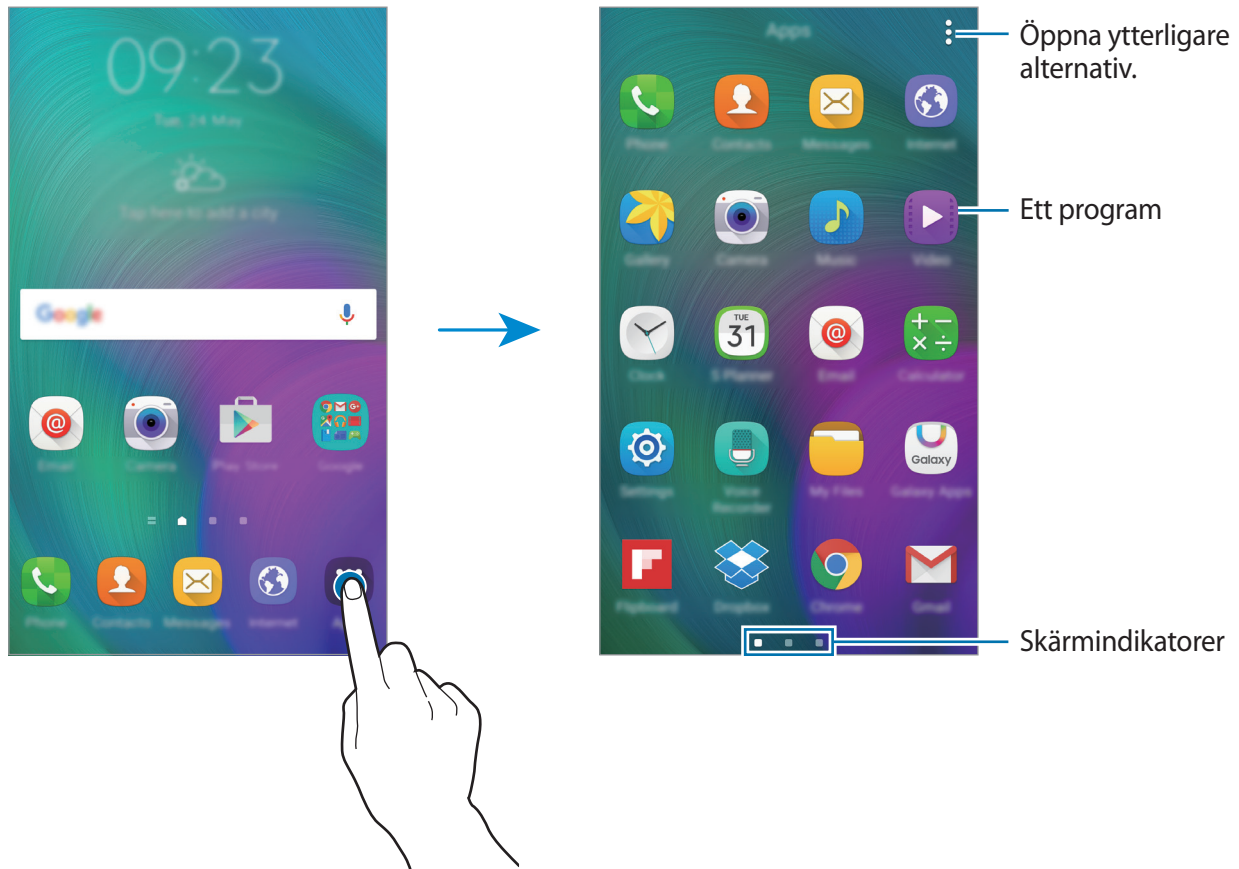 09:23
Tue, 24 May
Tap here to add a city
Google
Email
Camera
Play Store
Google
Phone
Contacts
Messages
Internet
Apps
Öppna ytterligare
alternativ.
Phone
Contacts
Messages
Internet
Ett program
Gallery
Camera
Music
Video
TUE
31
Clock
S Planner
Email
Calculator
Galaxy
Settings
Voice
Recorder
My Files
Galaxy Apps
Flipboard
Dropbox
Chrome
Gmail
Skärmindikatorer